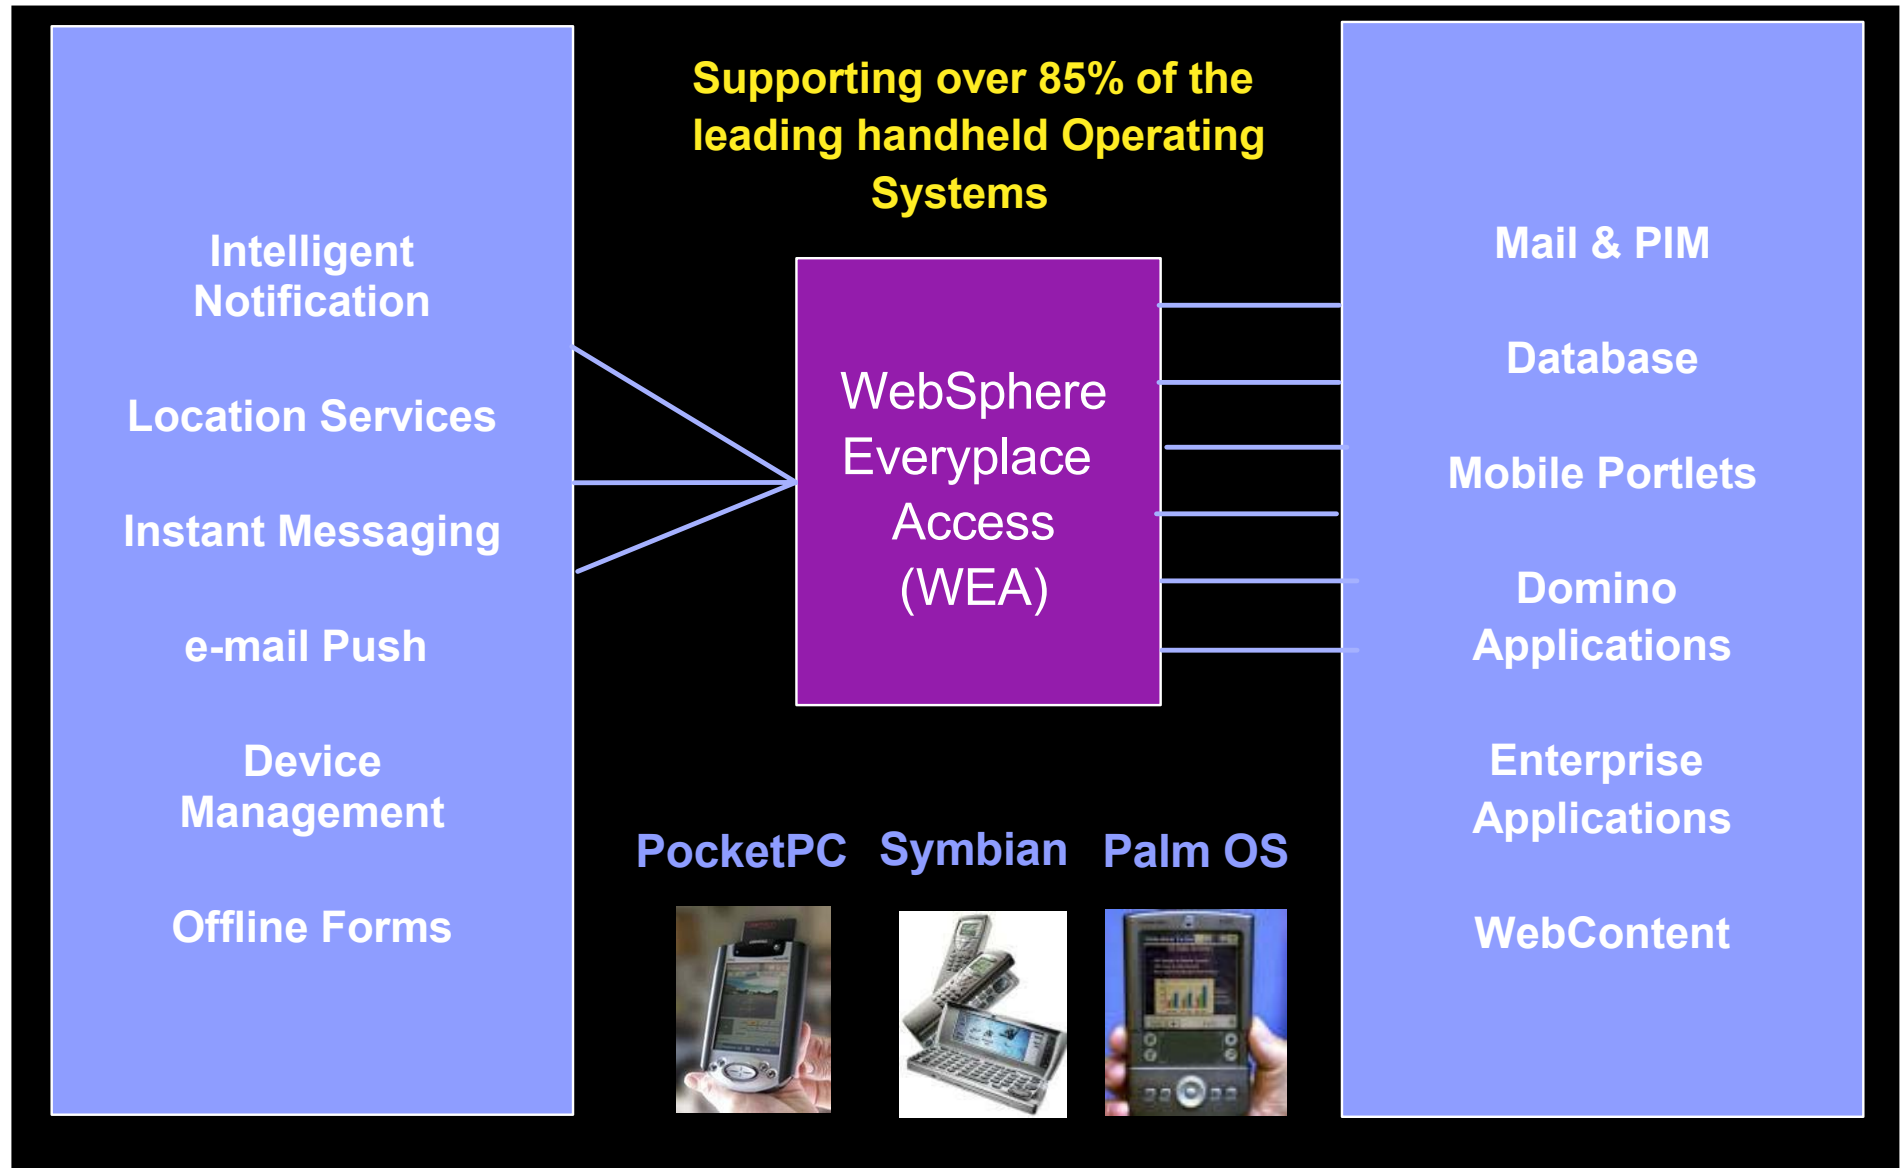 Supporting over 85% of the
leading handheld Operating
Systems
Intelligent
Notification
Location Services
Instant Messaging
e-mail Push
Device
Management
Offline Forms
WebSphere
Everyplace
Access
(WEA)
Mail & PIM
Database
Mobile Portlets
Domino
Applications
Enterprise
Applications
WebContent
PocketPC
Symbian
Palm OS